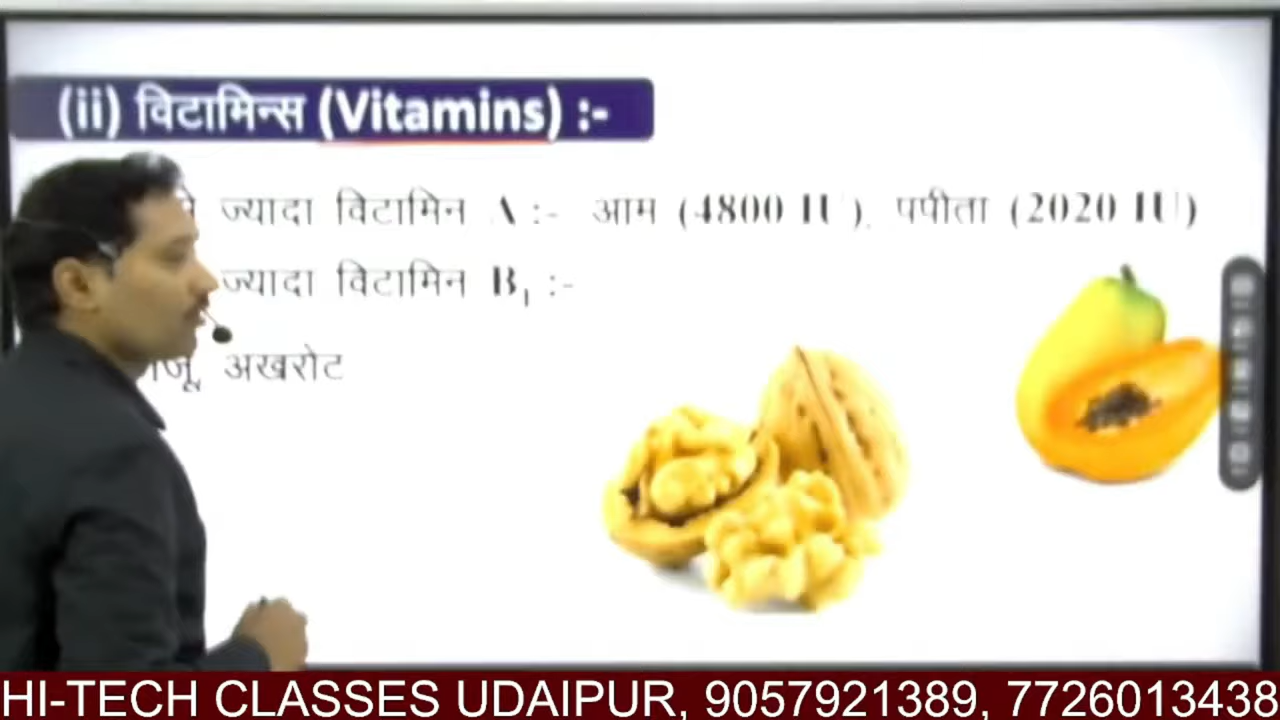 (ii) विटामिन्स (Vitamins) :-
ज्यादा विटामिन A :- आम (4800 IU), पपीता (2020 IU)
ज्यादा विटामिन B₁ :-
अखरोट
HI-TECH CLASSES UDAIPUR, 9057921389, 7726013438